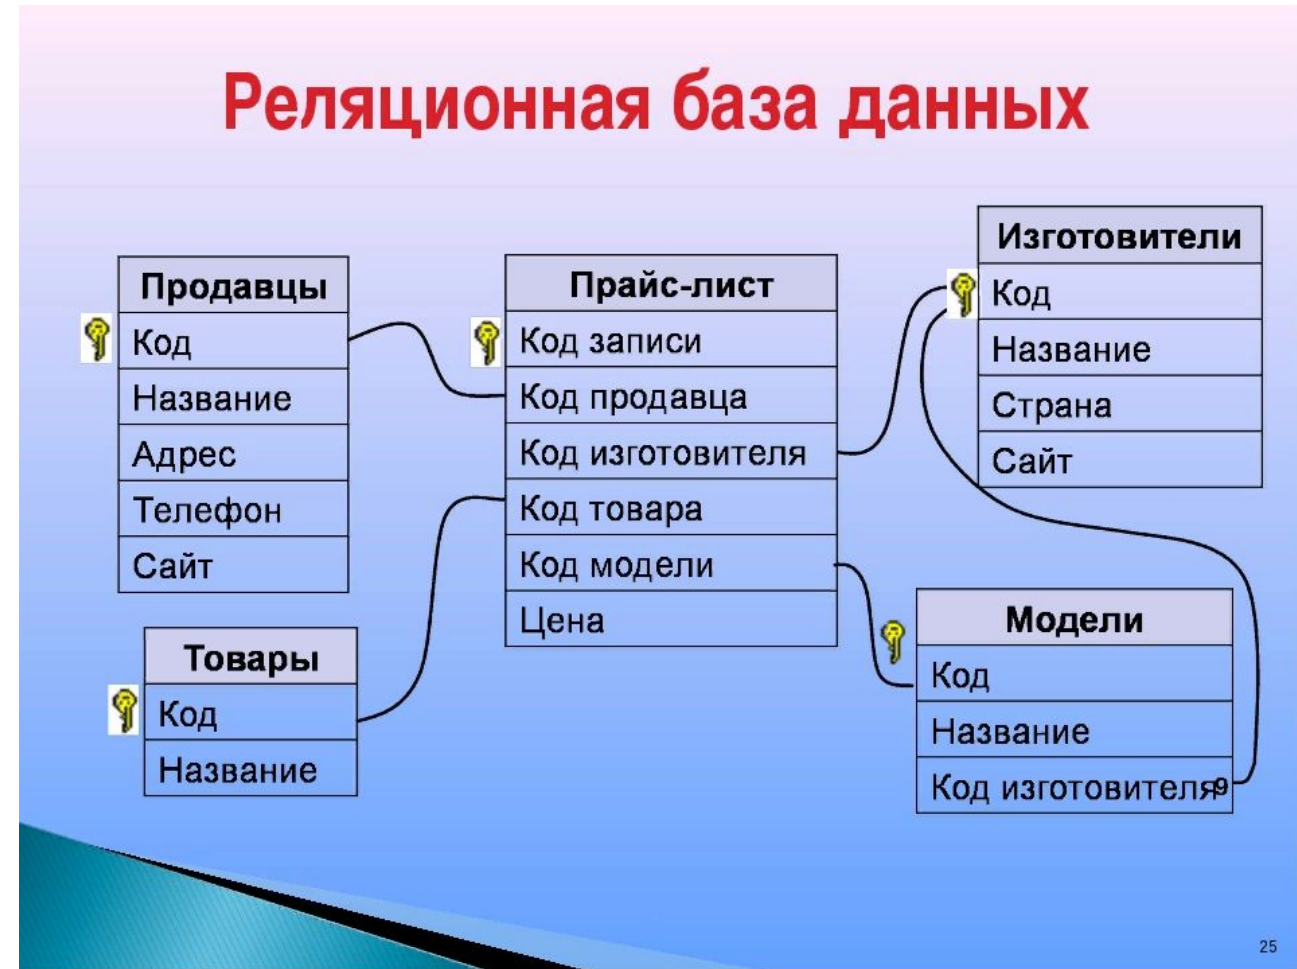 Реляционная база данных
Продавцы
Код
Название
Адрес
Телефон
Сайт
Товары
Код
Название
Прайс-лист
Код записи
Код продавца
Код изготовителя
Код товара
Код модели
Цена
Изготовители
Код
Название
Страна
Сайт
Модели
Код
Название
Код изготовителя
9
25